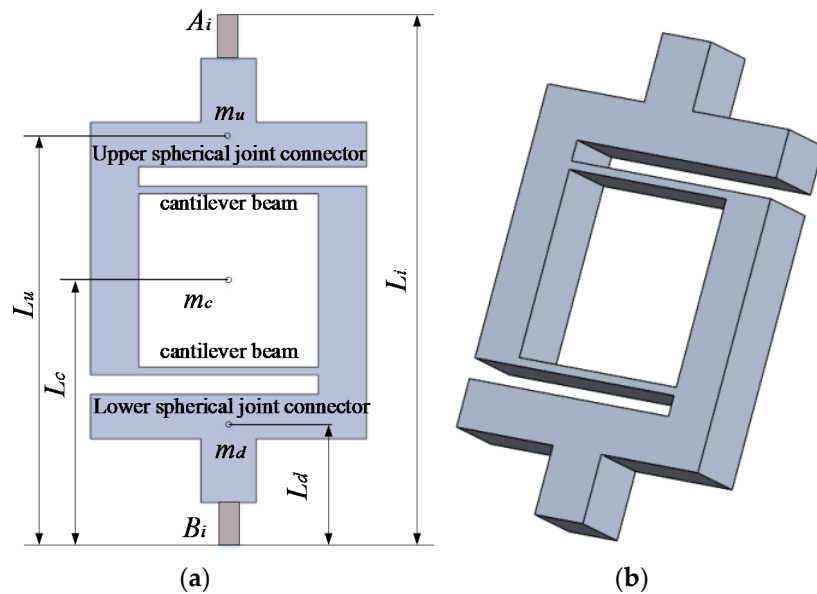 Ai
mu
Upper spherical joint connector
cantilever beam
Li
Lu
mc
Lc
cantilever beam
Lower spherical joint connector
md
Ld
Bi
(a)
(b)